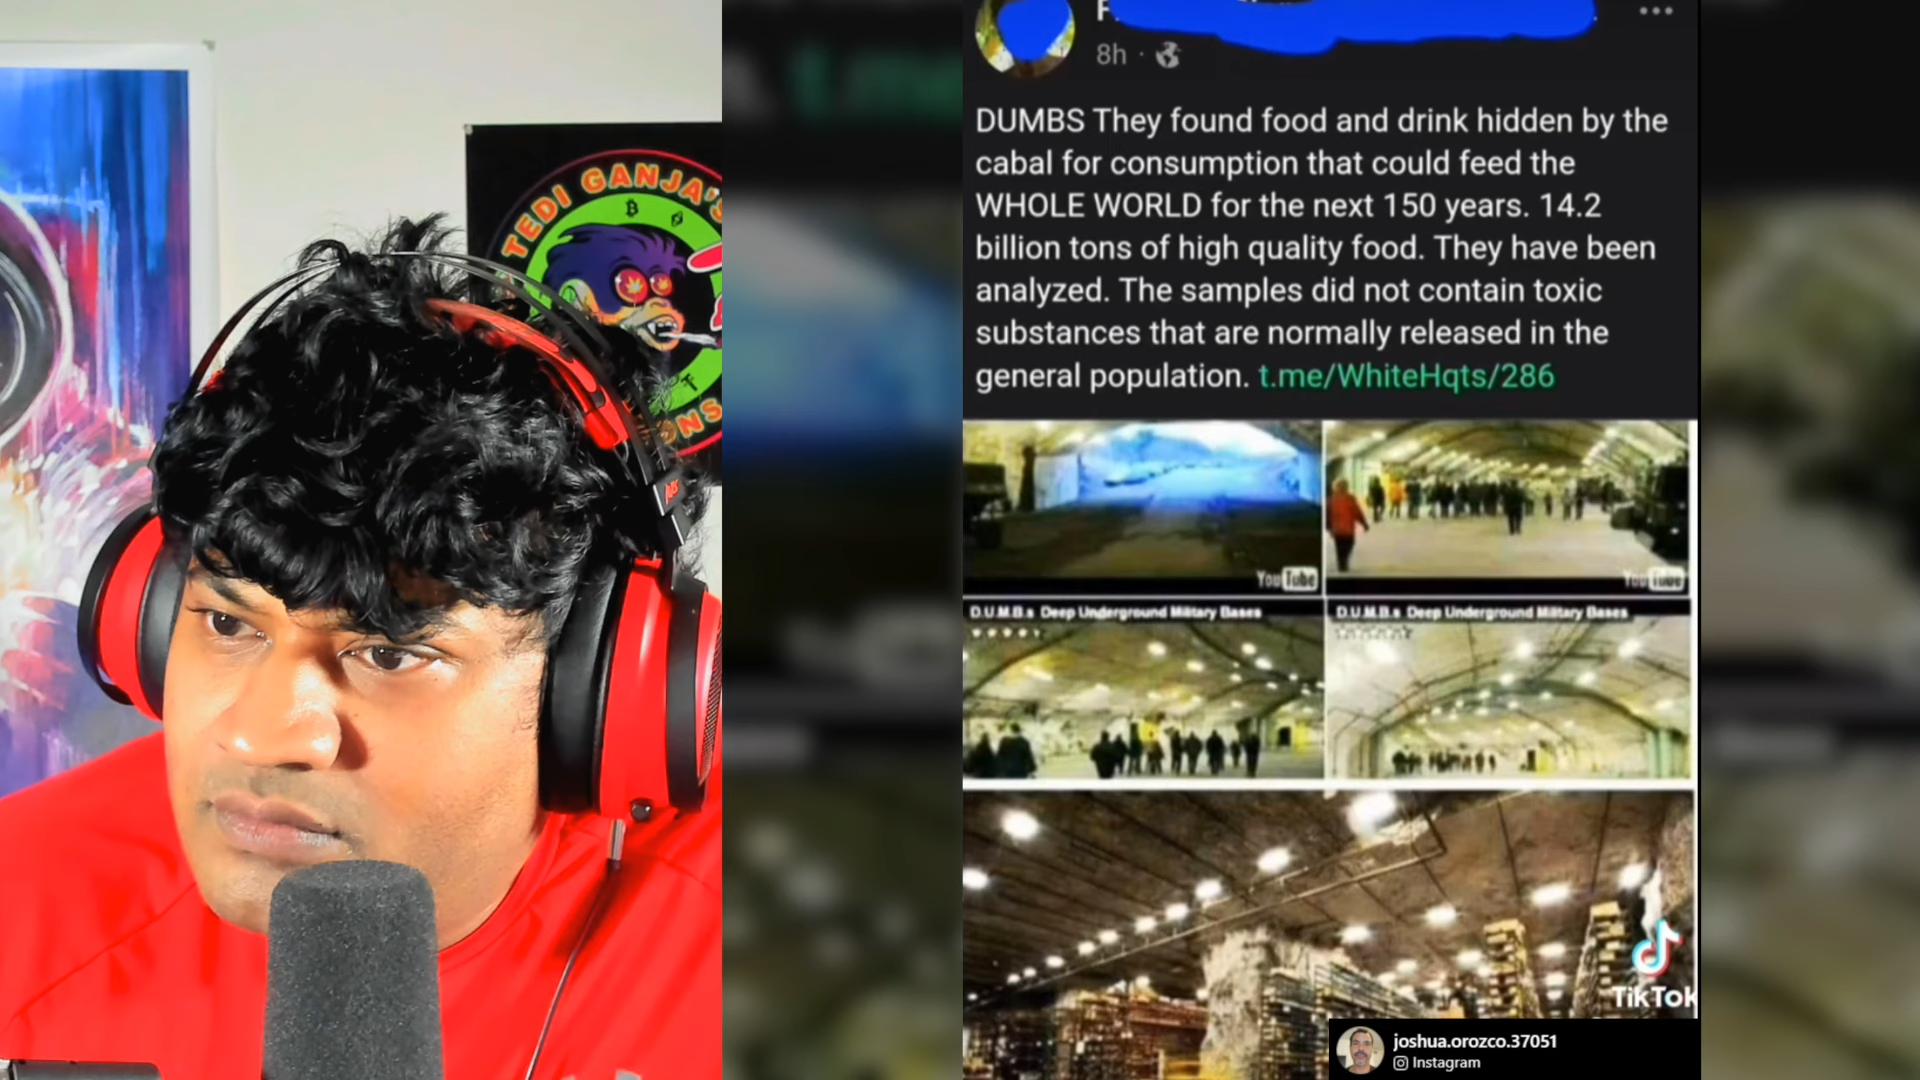 TEDI GANJA'S
8h ·
DUMBS They found food and drink hidden by the
cabal for consumption that could feed the
WHOLE WORLD for the next 150 years. 14.2
billion tons of high quality food. They have been
analyzed. The samples did not contain toxic
substances that are normally released in the
general population. t.me/WhiteHqts/286
YouTube
YouTube
D.U.M.B.s Deep Underground Military Bases
D.U.M.B.s Deep Underground Military Bases
TikTok
joshua.orozco.37051
Instagram